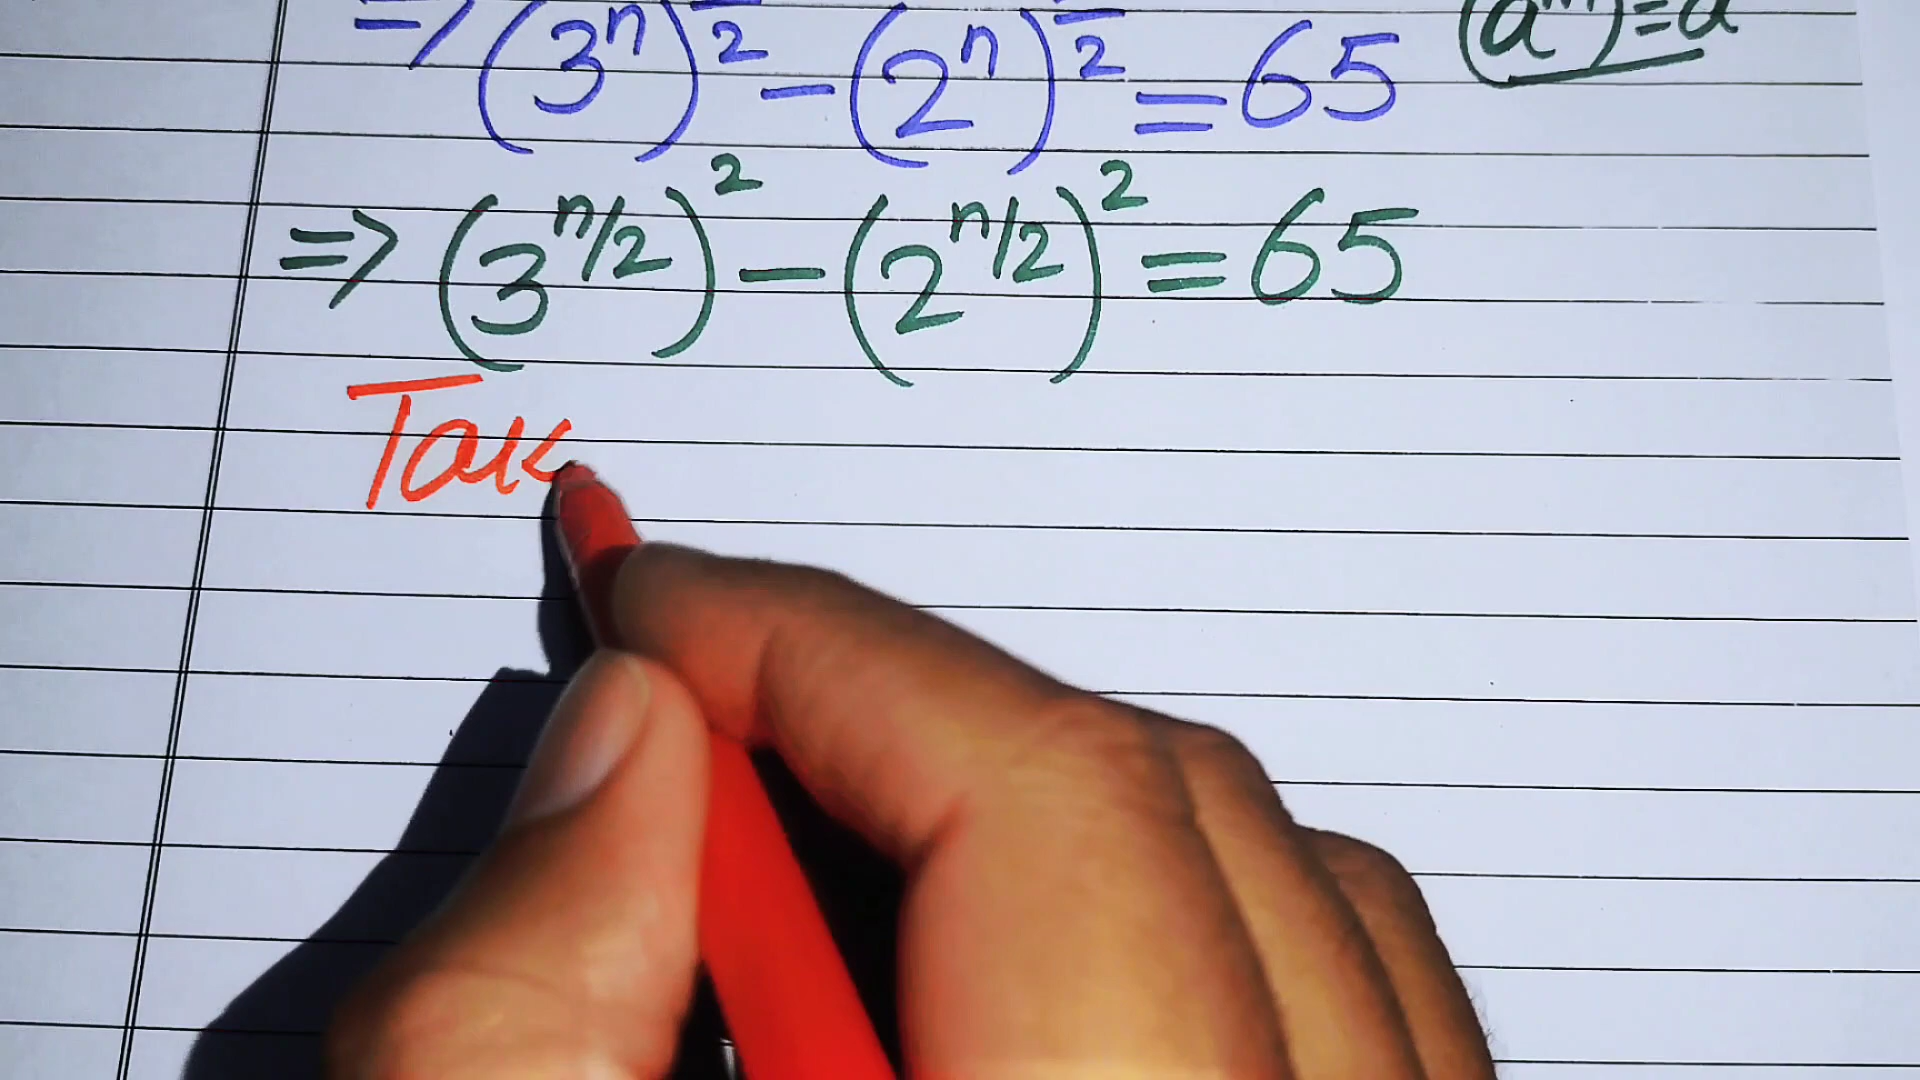 => (3^n)^2/2 - (2^n)^2/2 = 65
=> (3^n/2)^2 - (2^n/2)^2 = 65
Tak